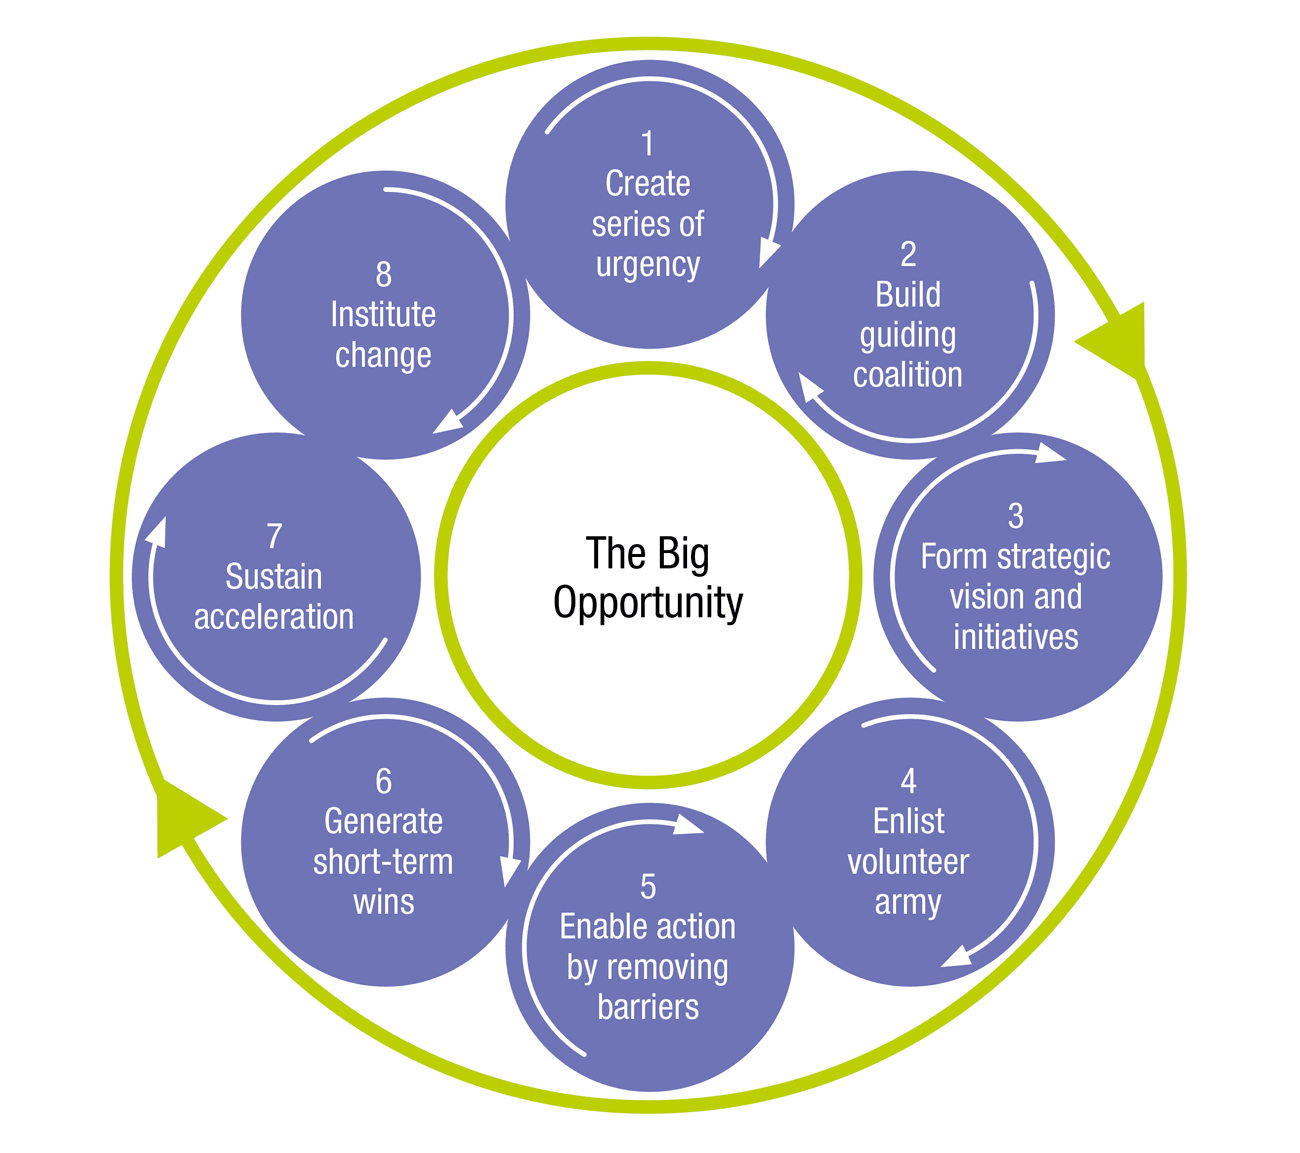 1
Create
series of
urgency
2
Build
guiding
coalition
3
Form strategic
vision and
initiatives
4
Enlist
volunteer
army
5
Enable action
by removing
barriers
6
Generate
short-term
wins
7
Sustain
acceleration
8
Institute
change
The Big
Opportunity